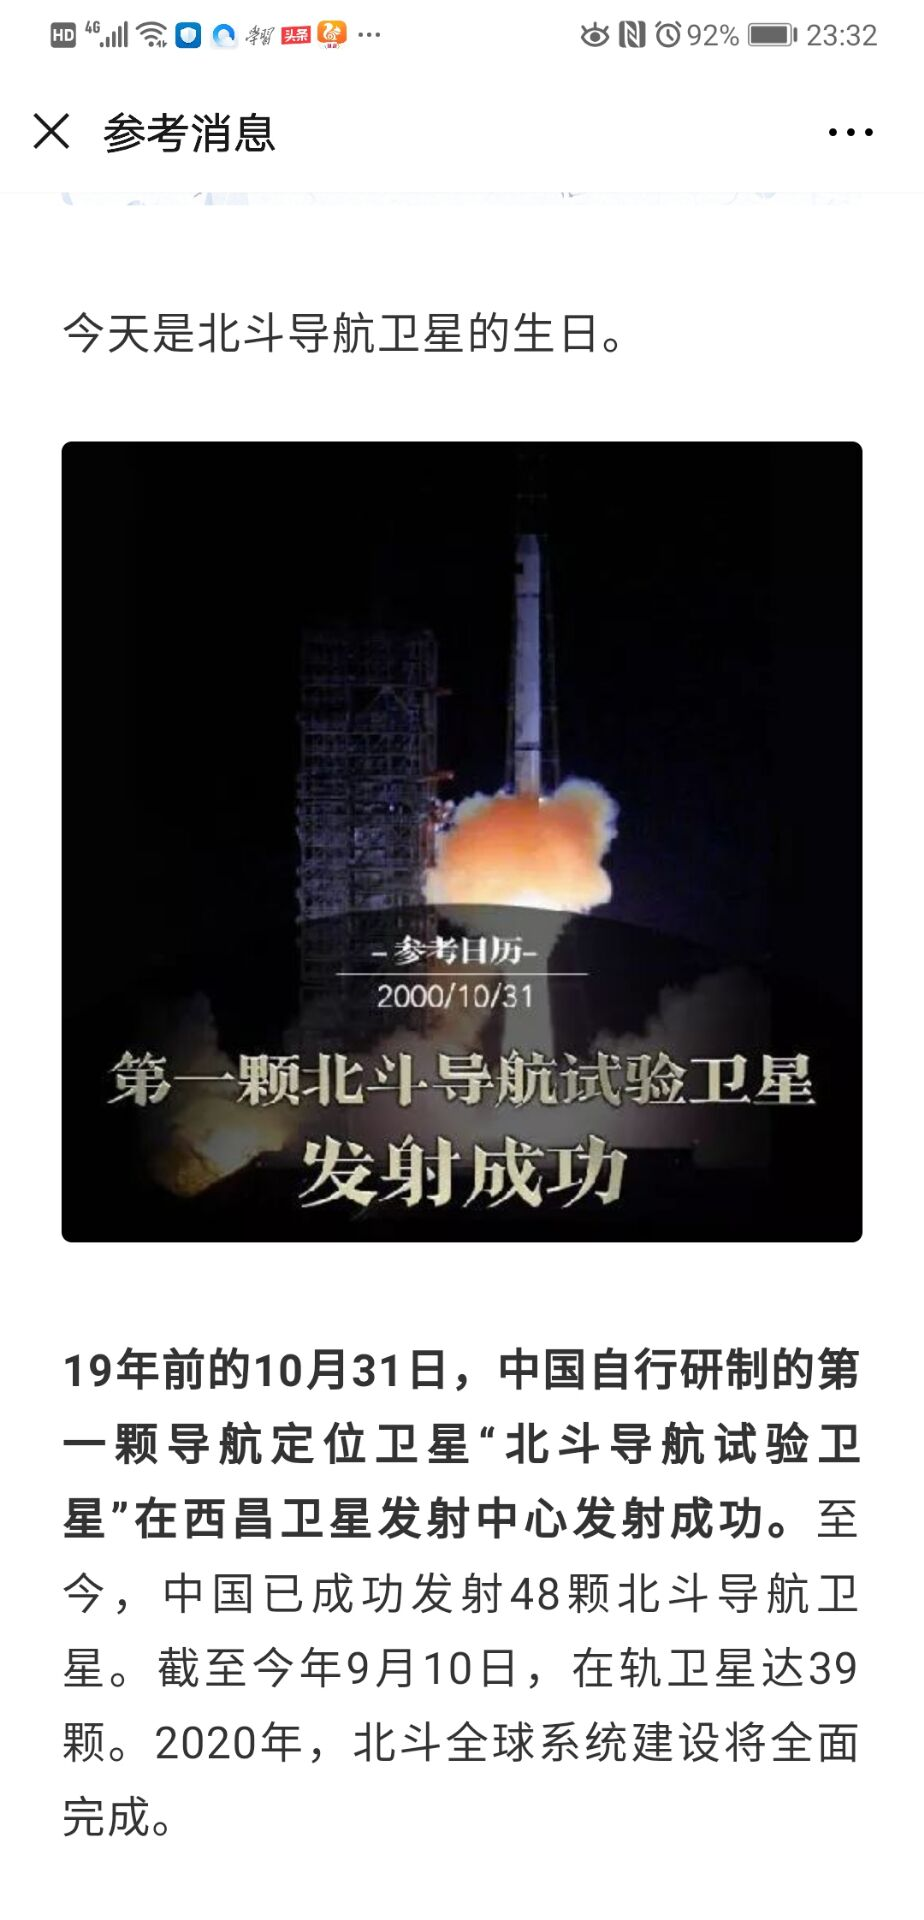 HD 4G 學習 头条 92% 23:32
参考消息
今天是北斗导航卫星的生日。
-参考日历-
2000/10/31
第一颗北斗导航试验卫星
发射成功
19年前的10月31日，中国自行研制的第
一颗导航定位卫星“北斗导航试验卫
星”在西昌卫星发射中心发射成功。至
今，中国已成功发射48颗北斗导航卫
星。截至今年9月10日，在轨卫星达39
颗。2020年，北斗全球系统建设将全面
完成。